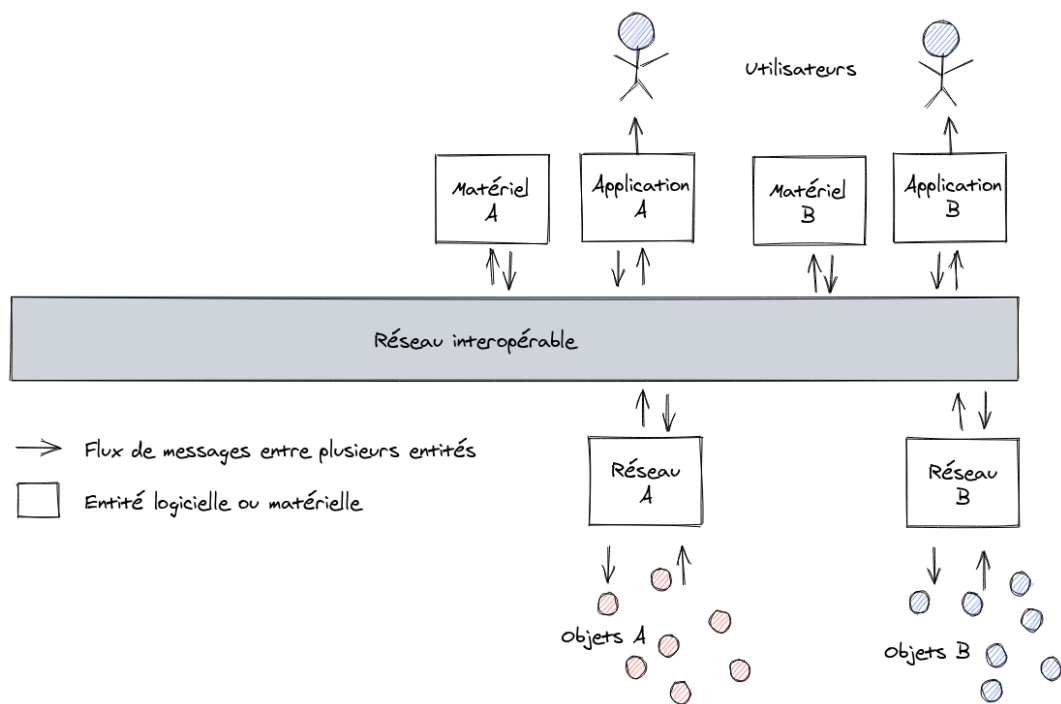 Utilisateurs
Matériel
A
Application
A
Matériel
B
Application
B
Réseau interopérable
Flux de messages entre plusieurs entités
Entité logicielle ou matérielle
Réseau
A
Réseau
B
Objets A
Objets B